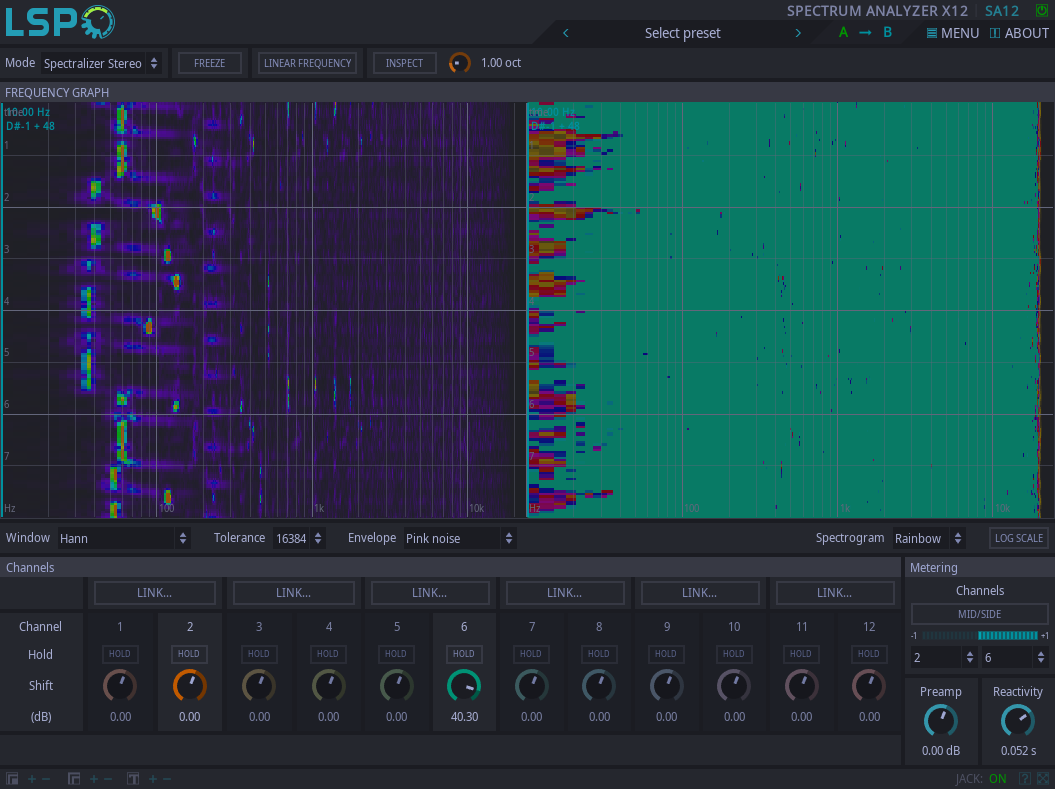 LSP
SPECTRUM ANALYZER X12 SA12
Select preset
A → B
MENU
ABOUT
Mode
Spectralizer Stereo
FREEZE
LINEAR FREQUENCY
INSPECT
1.00 oct
FREQUENCY GRAPH
D#-1 + 48
D#-1 + 48
1
2
3
4
5
6
7
Hz
100
1k
10k
5
6
7
Hz
100
1k
10k
Window
Hann
Tolerance
16384
Envelope
Pink noise
Spectrogram
Rainbow
LOG SCALE
Channels
LINK...
LINK...
LINK...
LINK...
LINK...
LINK...
Channel
1
2
3
4
5
6
7
8
9
10
11
12
Hold
HOLD
HOLD
HOLD
HOLD
HOLD
HOLD
HOLD
HOLD
HOLD
HOLD
HOLD
HOLD
Shift
(dB)
0.00
0.00
0.00
0.00
0.00
40.30
0.00
0.00
0.00
0.00
0.00
0.00
Metering
Channels
MID/SIDE
-1
+1
2
6
Preamp
Reactivity
0.00 dB
0.052 s
JACK: ON